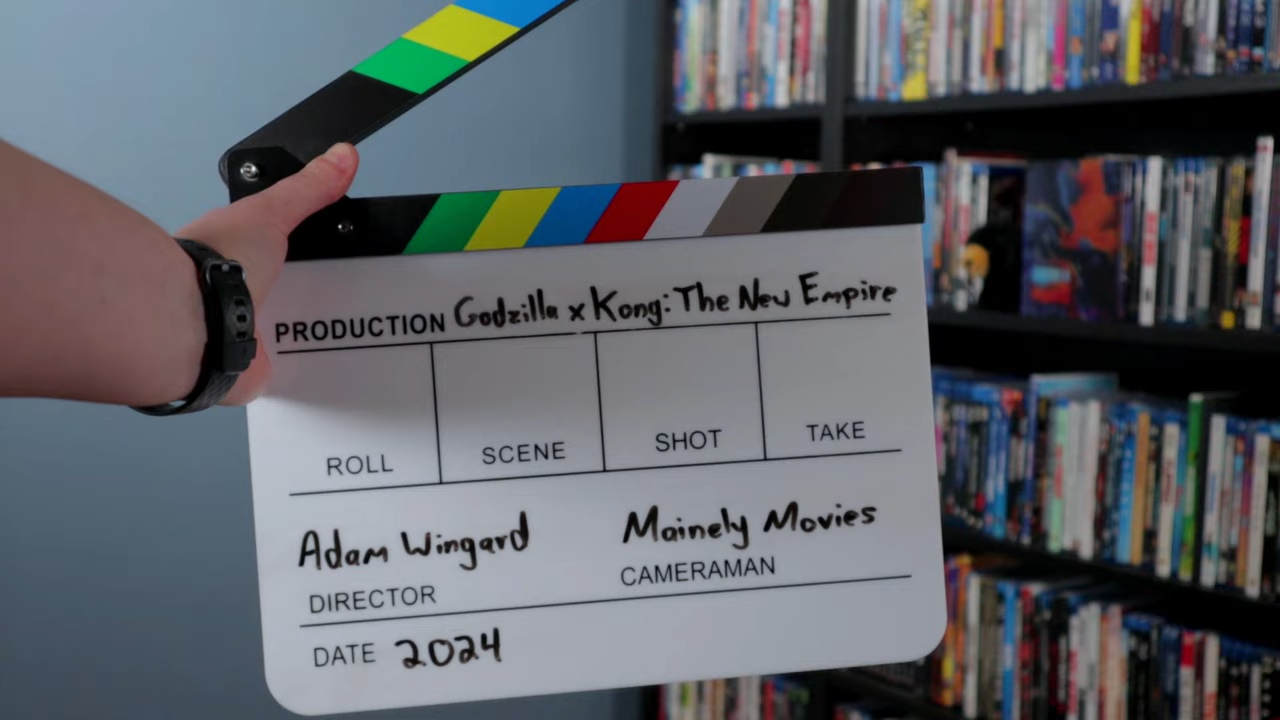 PRODUCTION Godzilla x Kong: The New Empire
ROLL SCENE SHOT TAKE
Adam Wingard Mainely Movies
DIRECTOR CAMERAMAN
DATE 2024